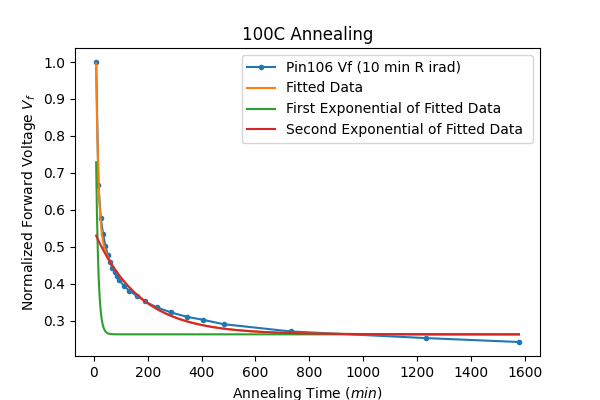 100C Annealing
Pin106 Vf (10 min R irad)
Fitted Data
First Exponential of Fitted Data
Second Exponential of Fitted Data
Normalized Forward Voltage V_f
1.0
0.9
0.8
0.7
0.6
0.5
0.4
0.3
0 200 400 600 800 1000 1200 1400 1600
Annealing Time (min)